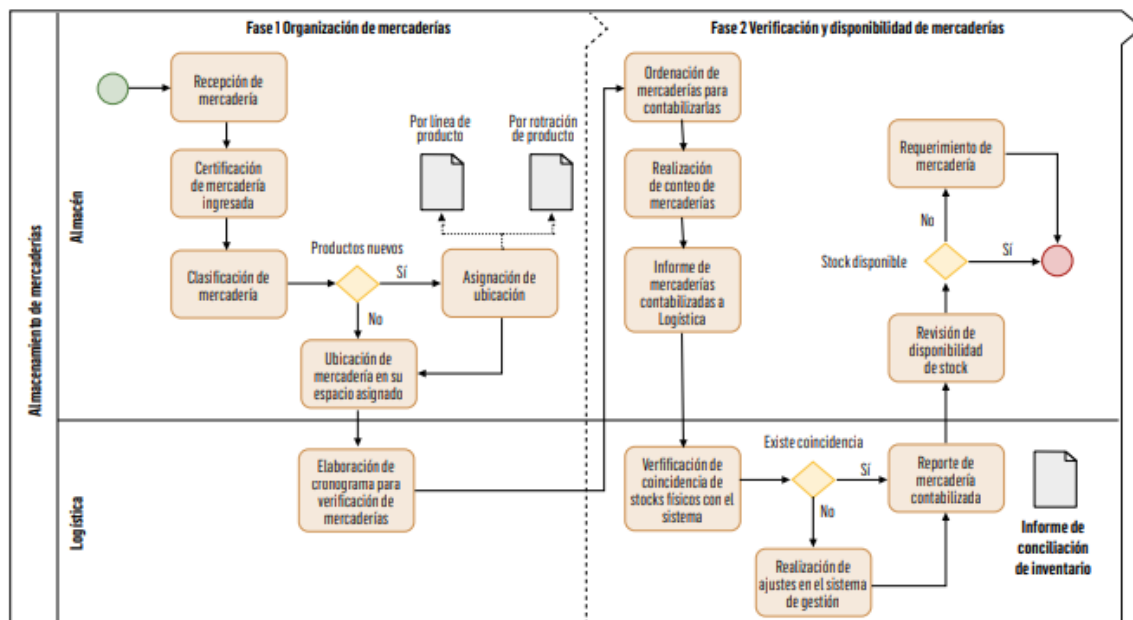 Fase 1 Organización de mercaderías
Fase 2 Verificación y disponibilidad de mercaderías
Almacenamiento de mercaderías
Almacén
Recepción de
mercadería
Certificación
de mercadería
ingresada
Clasificación de
mercadería
Productos nuevos
Sí
No
Por línea de
producto
Por rotración
de producto
Asignación de
ubicación
Ubicación de
mercadería en su
espacio asignado
Ordenación de
mercaderías para
contabilizarlas
Realización
de conteo de
mercaderías
Informe de
mercaderías
contabilizadas a
Logística
Requerimiento de
mercadería
No
Stock disponible
Sí
Revisión de
disponibilidad
de stock
Logística
Elaboración de
cronograma para
verificación de
mercaderías
Verfificación de
coincidencia de
stocks físicos con el
sistema
Existe coincidencia
Sí
No
Reporte de
mercadería
contabilizada
Realización de
ajustes en el sistema
de gestión
Informe de
conciliación
de inventario